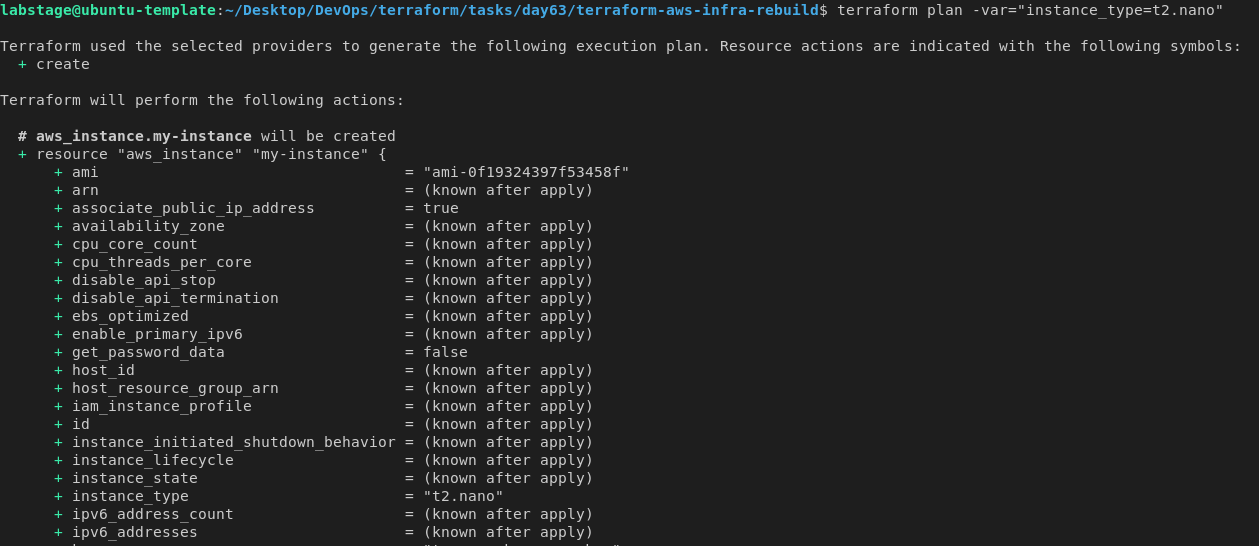 labstage@ubuntu-template:~/Desktop/DevOps/terraform/tasks/day63/terraform-aws-infra-rebuild$ terraform plan -var="instance_type=t2.nano"
Terraform used the selected providers to generate the following execution plan. Resource actions are indicated with the following symbols:
+ create
Terraform will perform the following actions:
# aws_instance.my-instance will be created
+ resource "aws_instance" "my-instance" {
+ ami = "ami-0f19324397f53458f"
+ arn = (known after apply)
+ associate_public_ip_address = true
+ availability_zone = (known after apply)
+ cpu_core_count = (known after apply)
+ cpu_threads_per_core = (known after apply)
+ disable_api_stop = (known after apply)
+ disable_api_termination = (known after apply)
+ ebs_optimized = (known after apply)
+ enable_primary_ipv6 = (known after apply)
+ get_password_data = false
+ host_id = (known after apply)
+ host_resource_group_arn = (known after apply)
+ iam_instance_profile = (known after apply)
+ id = (known after apply)
+ instance_initiated_shutdown_behavior = (known after apply)
+ instance_lifecycle = (known after apply)
+ instance_state = (known after apply)
+ instance_type = "t2.nano"
+ ipv6_address_count = (known after apply)
+ ipv6_addresses = (known after apply)